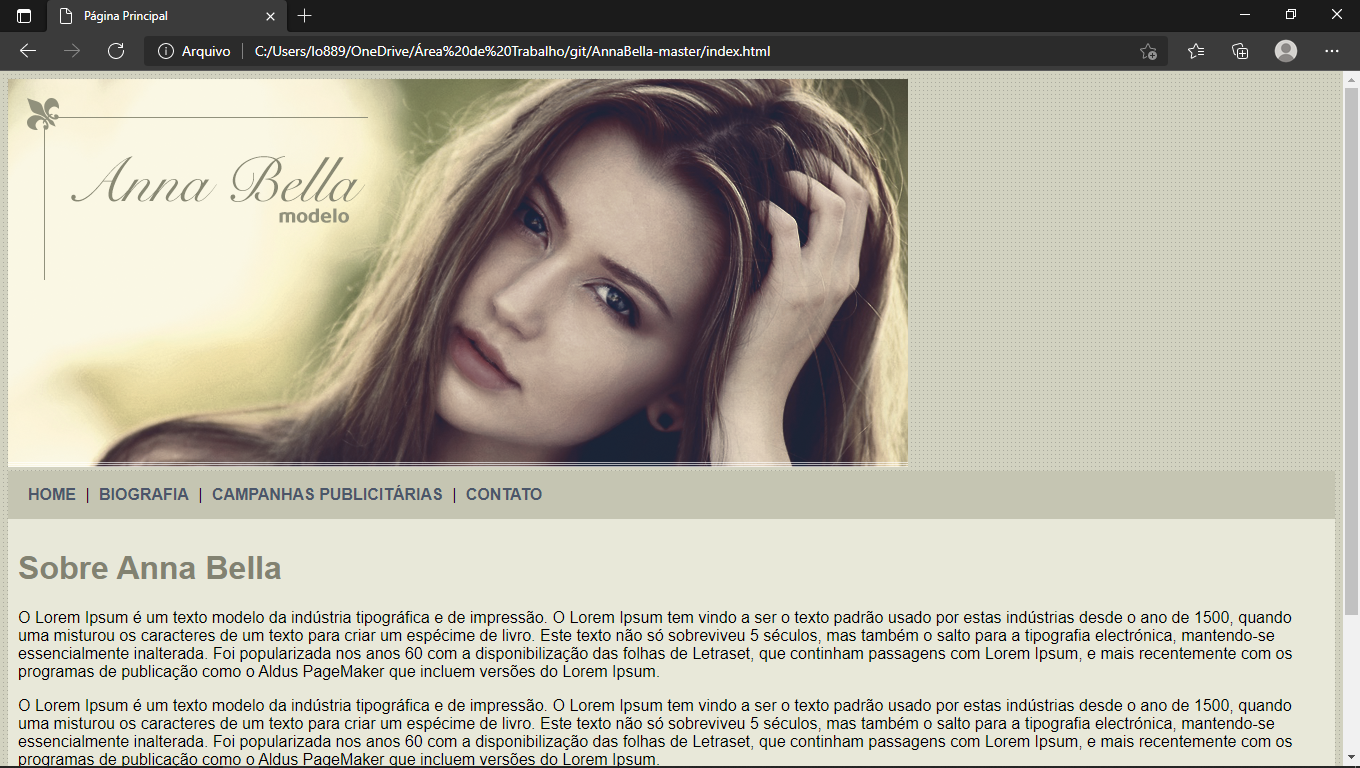 Página Principal
Arquivo
C:/Users/lo889/OneDrive/Área%20de%20Trabalho/git/AnnaBella-master/index.html
Anna Bella
modelo
HOME | BIOGRAFIA | CAMPANHAS PUBLICITÁRIAS | CONTATO
Sobre Anna Bella
O Lorem Ipsum é um texto modelo da indústria tipográfica e de impressão. O Lorem Ipsum tem vindo a ser o texto padrão usado por estas indústrias desde o ano de 1500, quando
uma misturou os caracteres de um texto para criar um espécime de livro. Este texto não só sobreviveu 5 séculos, mas também o salto para a tipografia electrónica, mantendo-se
essencialmente inalterada. Foi popularizada nos anos 60 com a disponibilização das folhas de Letraset, que continham passagens com Lorem Ipsum, e mais recentemente com os
programas de publicação como o Aldus PageMaker que incluem versões do Lorem Ipsum.
O Lorem Ipsum é um texto modelo da indústria tipográfica e de impressão. O Lorem Ipsum tem vindo a ser o texto padrão usado por estas indústrias desde o ano de 1500, quando
uma misturou os caracteres de um texto para criar um espécime de livro. Este texto não só sobreviveu 5 séculos, mas também o salto para a tipografia electrónica, mantendo-se
essencialmente inalterada. Foi popularizada nos anos 60 com a disponibilização das folhas de Letraset, que continham passagens com Lorem Ipsum, e mais recentemente com os
programas de publicação como o Aldus PageMaker que incluem versões do Lorem Ipsum.